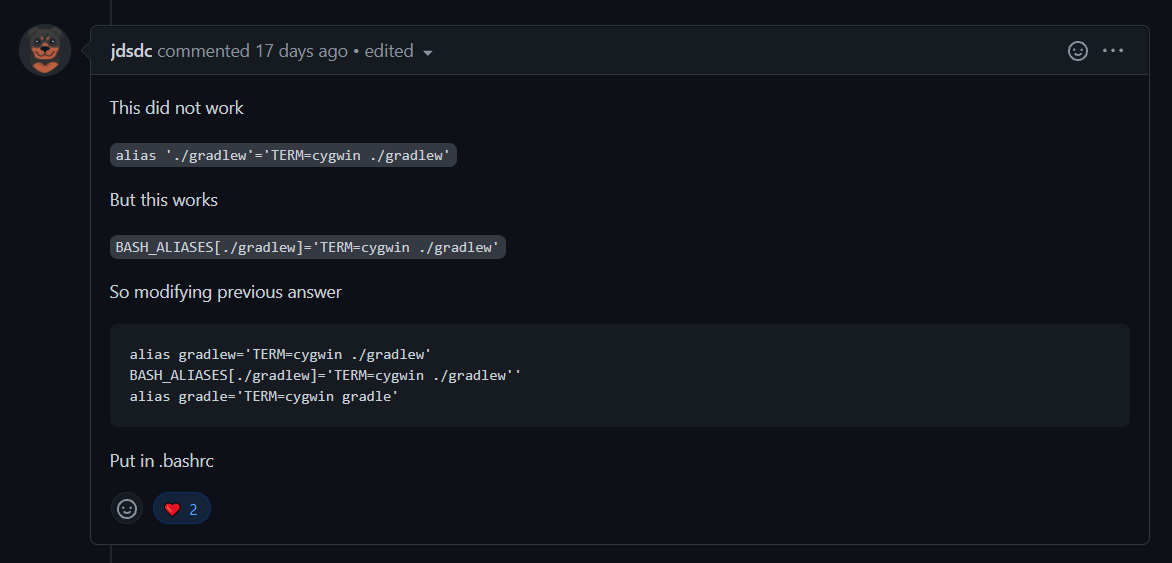 jdsdc commented 17 days ago • edited
This did not work
alias './gradlew'='TERM=cygwin ./gradlew'
But this works
BASH_ALIASES[./gradlew]='TERM=cygwin ./gradlew'
So modifying previous answer
alias gradlew='TERM=cygwin ./gradlew'
BASH_ALIASES[./gradlew]='TERM=cygwin ./gradlew''
alias gradle='TERM=cygwin gradle'
Put in .bashrc
2